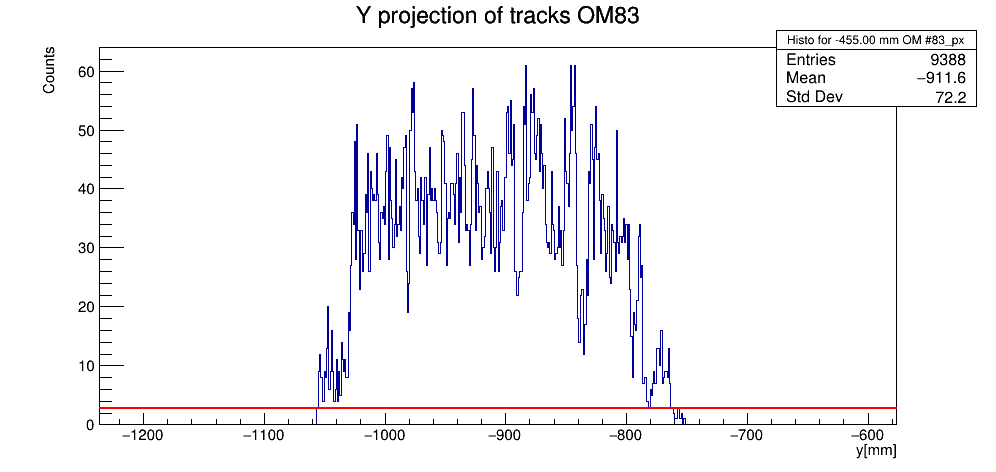 Y projection of tracks OM83
Histo for -455.00 mm OM #83_px
Entries 9388
Mean −911.6
Std Dev 72.2
Counts
60
50
40
30
20
10
0
−1200 −1100 −1000 −900 −800 −700 −600
y[mm]